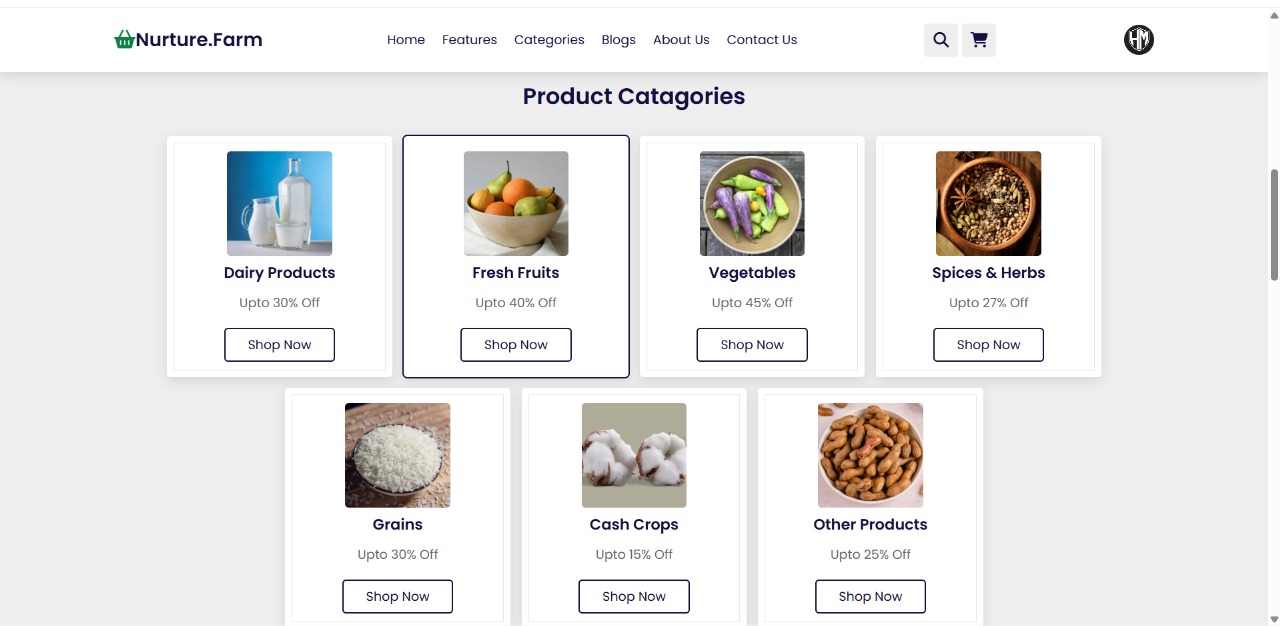 Nurture.Farm
Home Features Categories Blogs About Us Contact Us
HM
Product Catagories
Dairy Products
Upto 30% Off
Shop Now
Fresh Fruits
Upto 40% Off
Shop Now
Vegetables
Upto 45% Off
Shop Now
Spices & Herbs
Upto 27% Off
Shop Now
Grains
Upto 30% Off
Shop Now
Cash Crops
Upto 15% Off
Shop Now
Other Products
Upto 25% Off
Shop Now